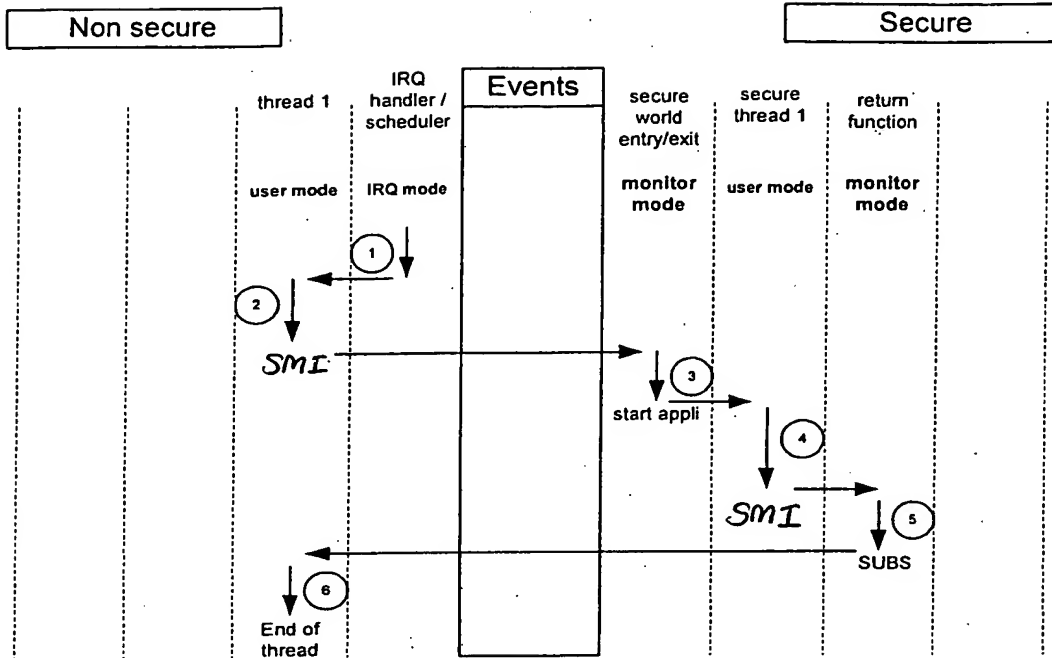 Non secure
Secure
thread 1
IRQ
handler /
scheduler
Events
secure
world
entry/exit
secure
thread 1
return
function
user mode
IRQ mode
monitor
mode
user mode
monitor
mode
1
2
SMI
3
start appli
4
SMI
5
SUBS
6
End of
thread